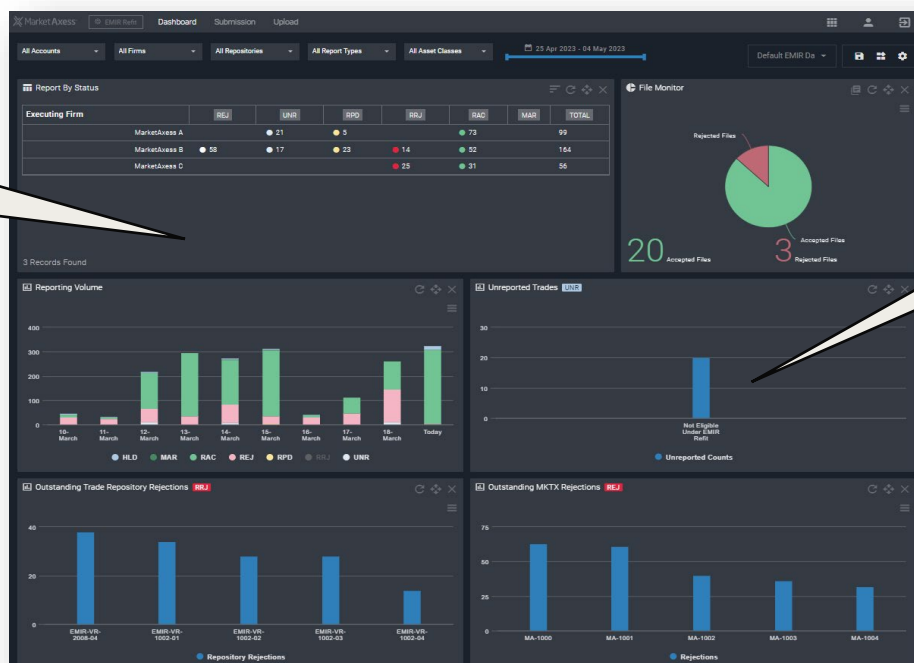 MarketAxess EMIR Refit Dashboard Submission Upload
All Accounts All Firms All Repositories All Report Types All Asset Classes 25 Apr 2023 - 04 May 2023 Default EMIR Da
Report By Status
Executing Firm REJ UNR RPD RRJ RAC MAR TOTAL
MarketAxess A 21 5 73 99
MarketAxess B 58 17 23 14 52 164
MarketAxess C 25 31 56
3 Records Found
File Monitor
Rejected Files
Accepted Files
20 Accepted Files
3 Rejected Files
Reporting Volume
400
300
200
100
0
10-March 11-March 12-March 13-March 14-March 15-March 16-March 17-March 18-March Today
HLD MAR RAC REJ RPD RRJ UNR
Unreported Trades UNR
30
20
10
0
Not Eligible
Under EMIR
Refit
Unreported Counts
Outstanding Trade Repository Rejections RRJ
40
20
0
EMIR-VR-2008-04 EMIR-VR-1002-01 EMIR-VR-1002-02 EMIR-VR-1002-03 EMIR-VR-1002-04
Repository Rejections
Outstanding MKTX Rejections REJ
75
50
25
0
MA-1000 MA-1001 MA-1002 MA-1003 MA-1004
Rejections